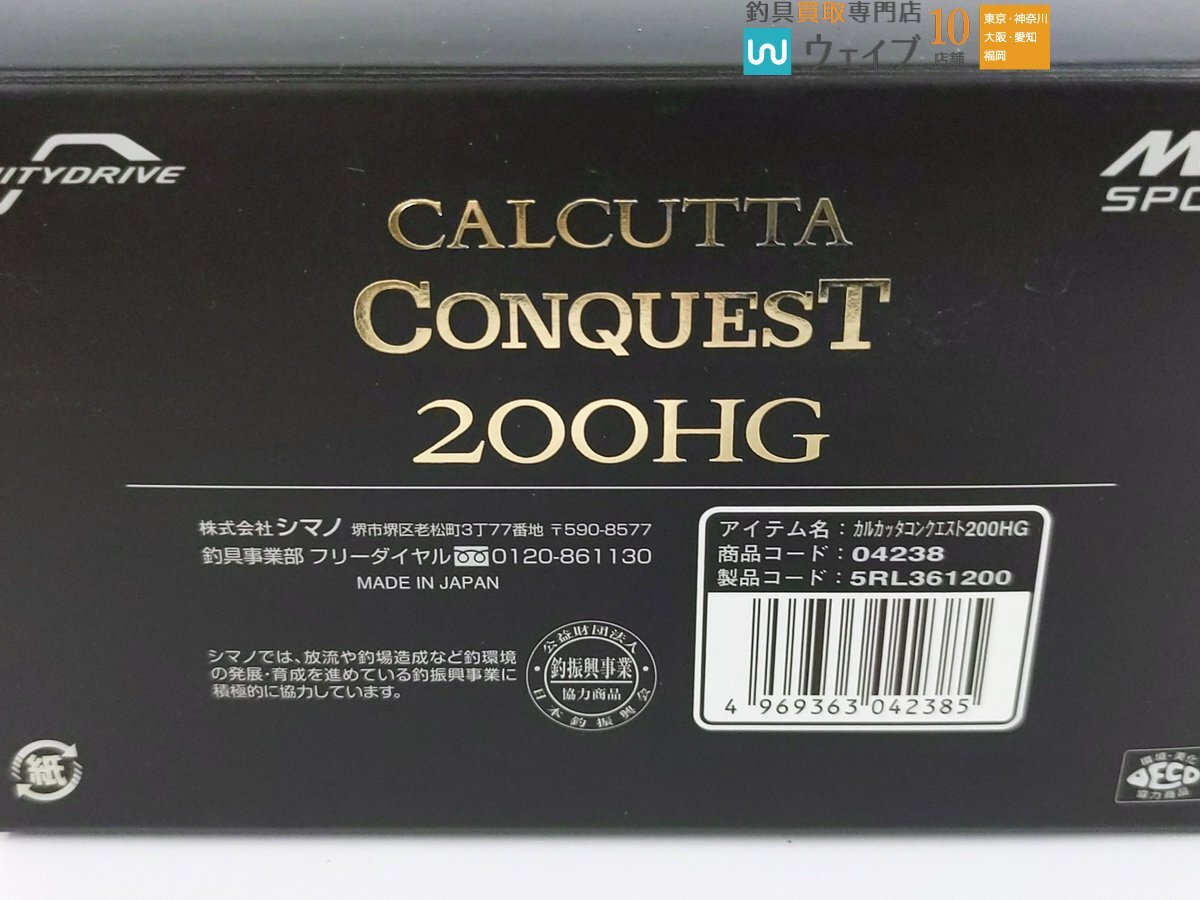 釣具買取専門店
ウェイブ
10
店舗
東京・神奈川
大阪・愛知
福岡
ITYDRIVE
SPO
CALCUTTA
CONQUEST
200HG
株式会社シマノ 堺市堺区老松町3丁77番地 〒590-8577
釣具事業部 フリーダイヤル 0120-861130
MADE IN JAPAN
アイテム名：カルカッタコンクエスト200HG
商品コード：04238
製品コード：5RL361200
4 969363 042385
シマノでは、放流や釣場造成など釣環境
の発展・育成を進めている釣振興事業に
積極的に協力しています。
公益財団法人
釣振興事業
協力商品
日本釣振興会
紙
環境・美化
ECO
協力商品